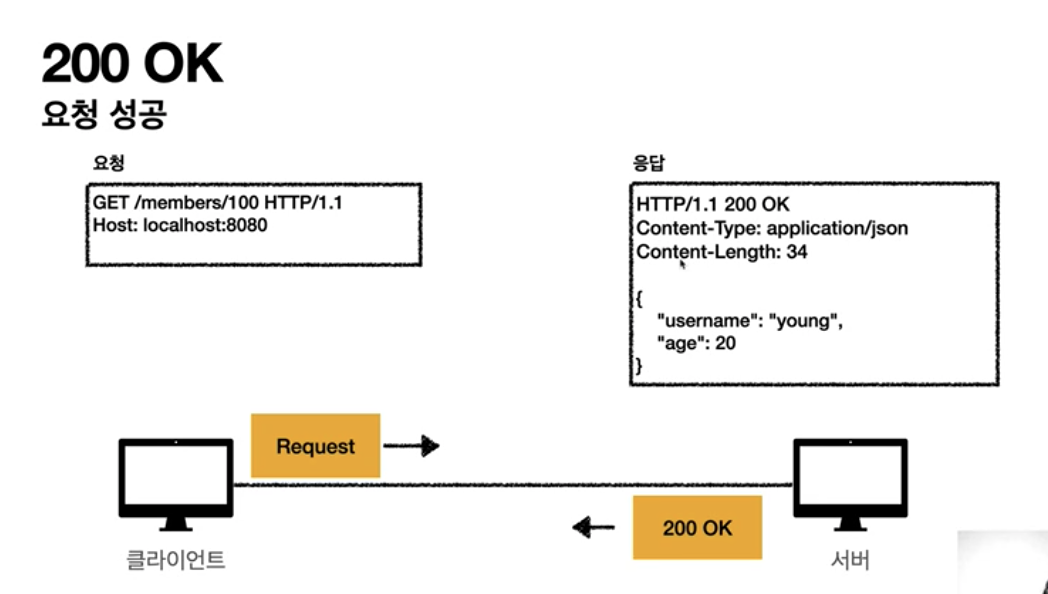 200 OK
요청 성공
요청
GET /members/100 HTTP/1.1
Host: localhost:8080
응답
HTTP/1.1 200 OK
Content-Type: application/json
Content-Length: 34
{
"username": "young",
"age": 20
}
Request
200 OK
클라이언트
서버